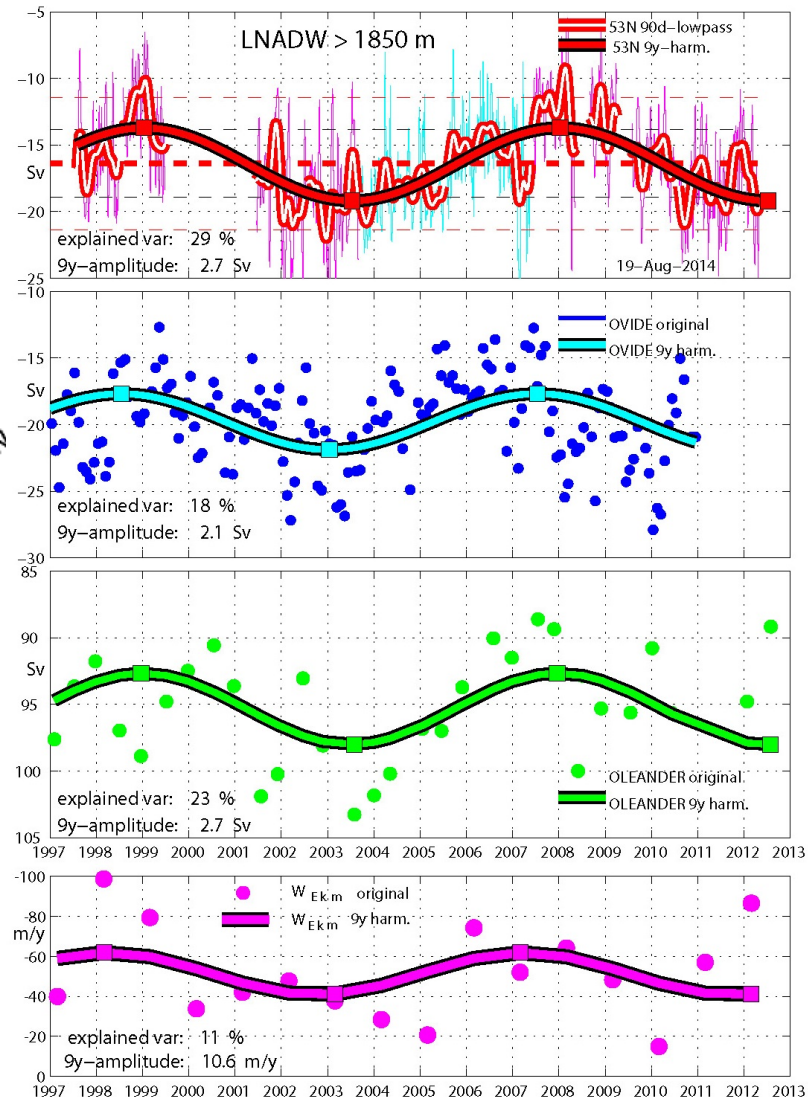 -5
LNADW > 1850 m
53N 90d-lowpass
53N 9y-harm.
-10
-15
Sv
-20
explained var: 29 %
9y-amplitude: 2.7 Sv
19-Aug-2014
-25
-10
OVIDE original
OVIDE 9y harm.
-15
Sv
-20
-25
explained var: 18 %
9y-amplitude: 2.1 Sv
-30
85
90
Sv
95
100
OLEANDER original
OLEANDER 9y harm.
explained var: 23 %
9y-amplitude: 2.7 Sv
105
1997 1998 1999 2000 2001 2002 2003 2004 2005 2006 2007 2008 2009 2010 2011 2012 2013
-100
W Ekm original
W Ekm 9y harm.
-80
m/y
-60
-40
-20
explained var: 11 %
9y-amplitude: 10.6 m/y
0
1997 1998 1999 2000 2001 2002 2003 2004 2005 2006 2007 2008 2009 2010 2011 2012 2013